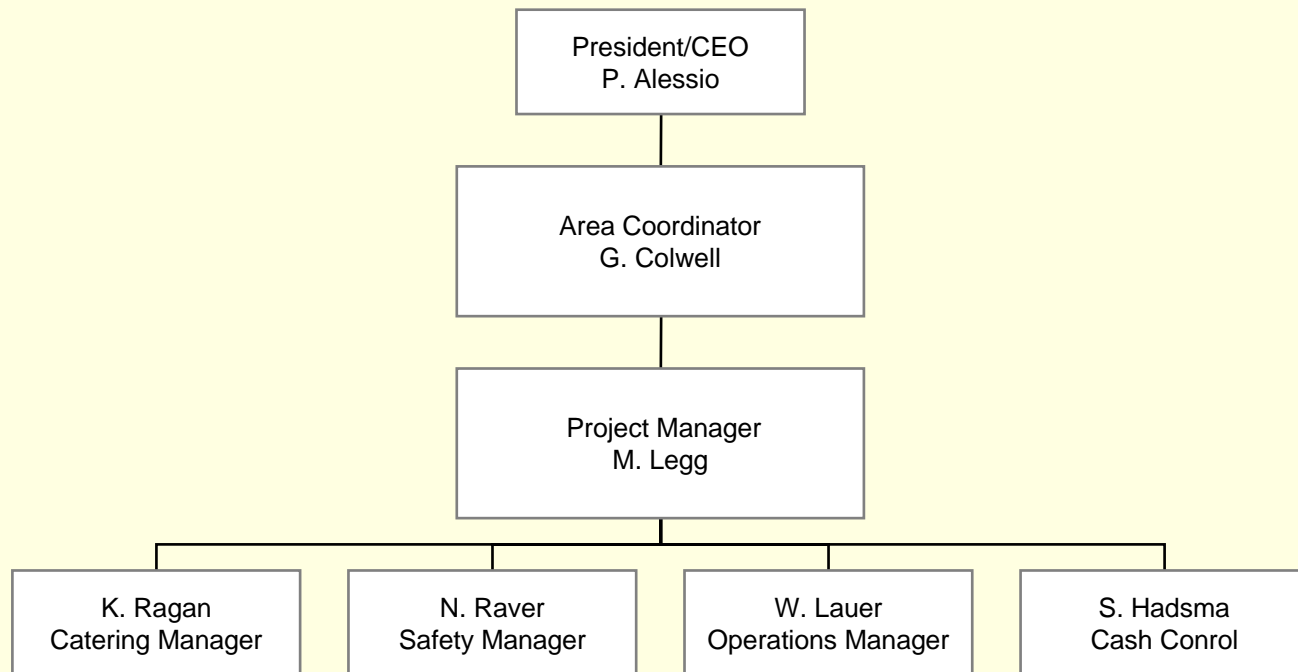 President/CEO
P. Alessio
Area Coordinator
G. Colwell
Project Manager
M. Legg
K. Ragan
Catering Manager
N. Raver
Safety Manager
W. Lauer
Operations Manager
S. Hadsma
Cash Conrol